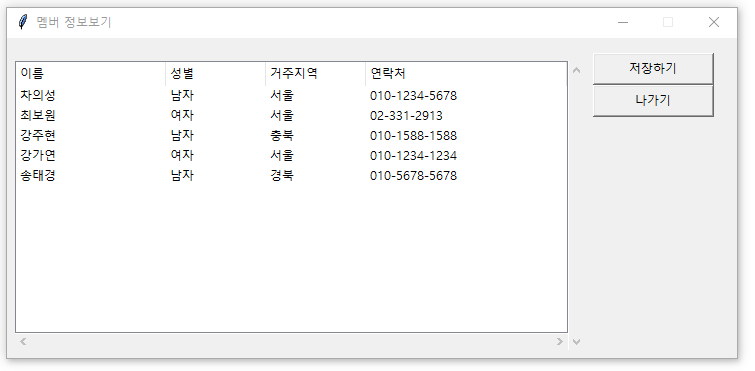 멤버 정보보기
이름 성별 거주지역 연락처
차의성 남자 서울 010-1234-5678
최보원 여자 서울 02-331-2913
강주현 남자 충북 010-1588-1588
강가연 여자 서울 010-1234-1234
송태경 남자 경북 010-5678-5678
저장하기
나가기